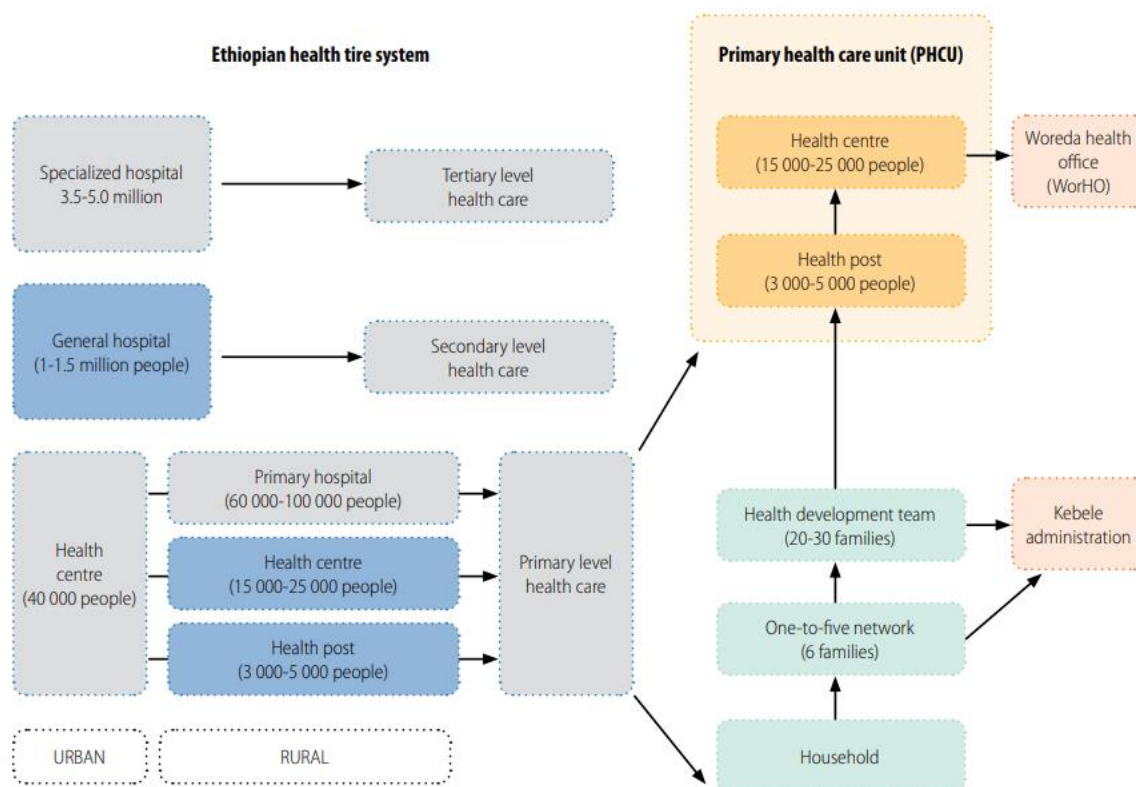 Ethiopian health tire system
Specialized hospital
3.5-5.0 million
Tertiary level
health care
General hospital
(1-1.5 million people)
Secondary level
health care
Health
centre
(40 000 people)
Primary hospital
(60 000-100 000 people)
Health centre
(15 000-25 000 people)
Health post
(3 000-5 000 people)
Primary level
health care
URBAN
RURAL
Primary health care unit (PHCU)
Health centre
(15 000-25 000 people)
Woreda health
office
(WorHO)
Health post
(3 000-5 000 people)
Health development team
(20-30 families)
Kebele
administration
One-to-five network
(6 families)
Household